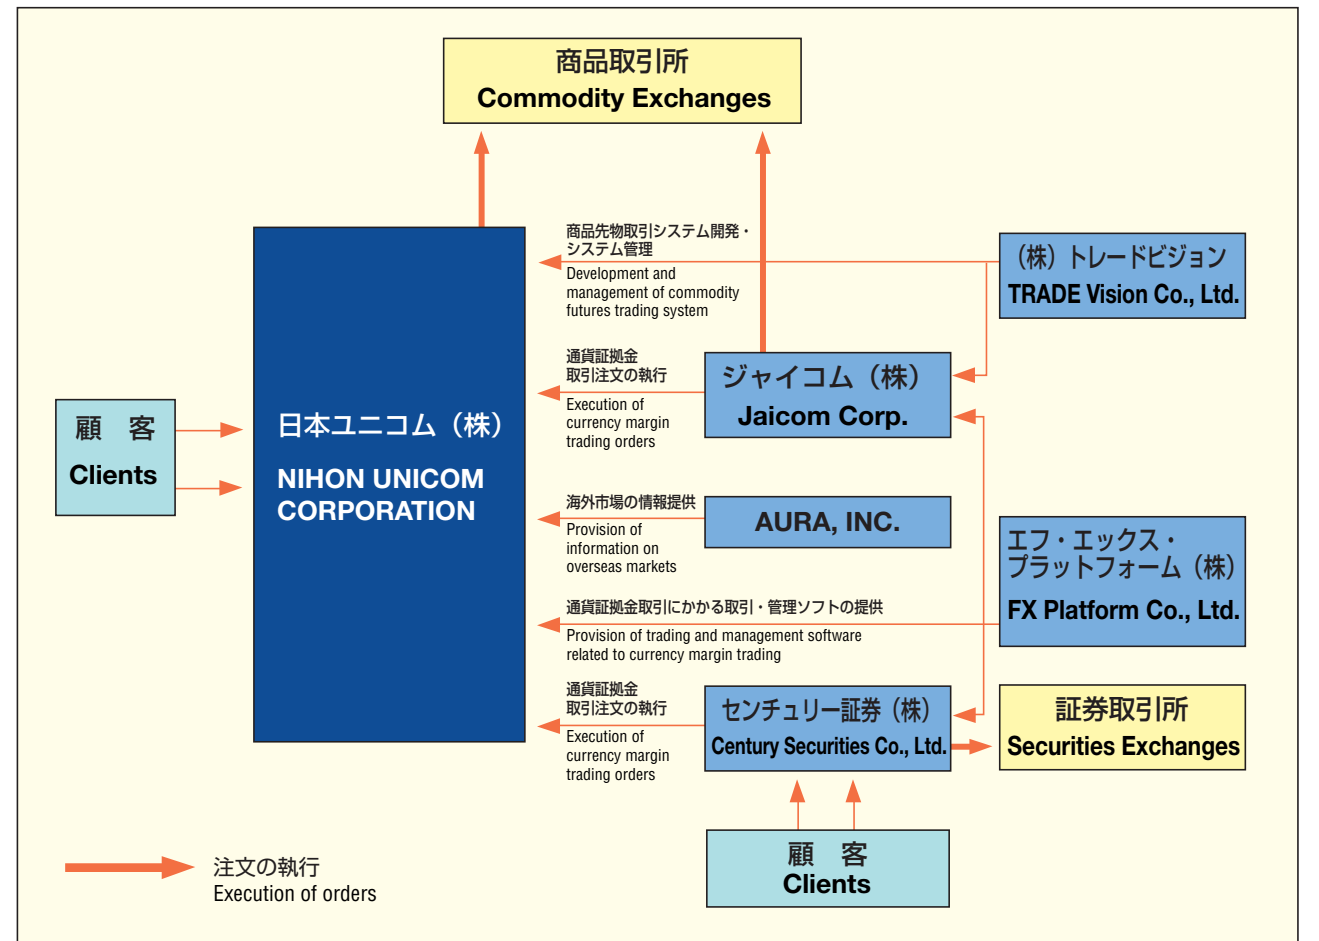 商品取引所
Commodity Exchanges
商品先物取引システム開発・
システム管理
Development and
management of commodity
futures trading system
（株）トレードビジョン
TRADE Vision Co., Ltd.
通貨証拠金
取引注文の執行
Execution of
currency margin
trading orders
ジャイコム（株）
Jaicom Corp.
顧　客
Clients
日本ユニコム（株）
NIHON UNICOM
CORPORATION
海外市場の情報提供
Provision of
information on
overseas markets
AURA, INC.
エフ・エックス・
プラットフォーム（株）
FX Platform Co., Ltd.
通貨証拠金取引にかかる取引・管理ソフトの提供
Provision of trading and management software
related to currency margin trading
通貨証拠金
取引注文の執行
Execution of
currency margin
trading orders
センチュリー証券（株）
Century Securities Co., Ltd.
証券取引所
Securities Exchanges
顧　客
Clients
注文の執行
Execution of orders